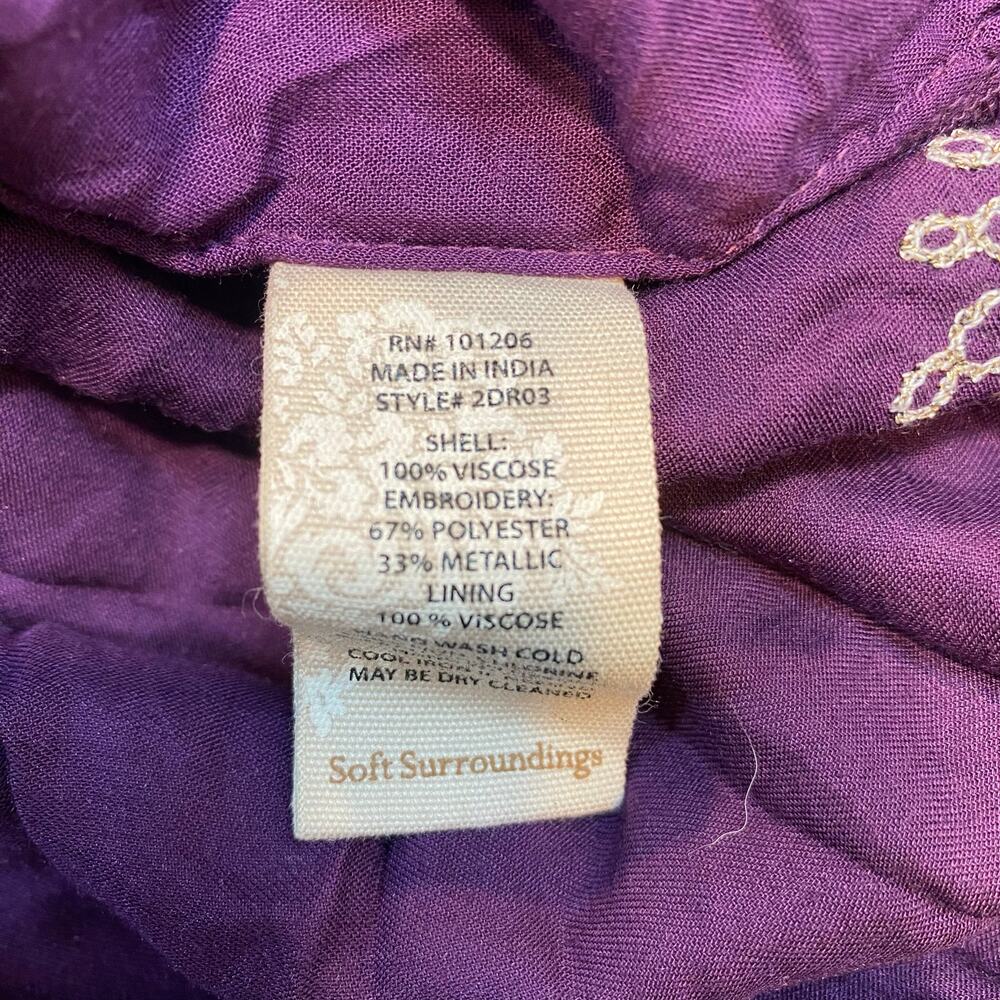 RN# 101206
MADE IN INDIA
STYLE# 2DR03
SHELL:
100% VISCOSE
EMBROIDERY:
67% POLYESTER
33% METALLIC
LINING
100 % VISCOSE
HAND WASH COLD
COOL IRON
MAY BE DRY CLEANED
Soft Surroundings